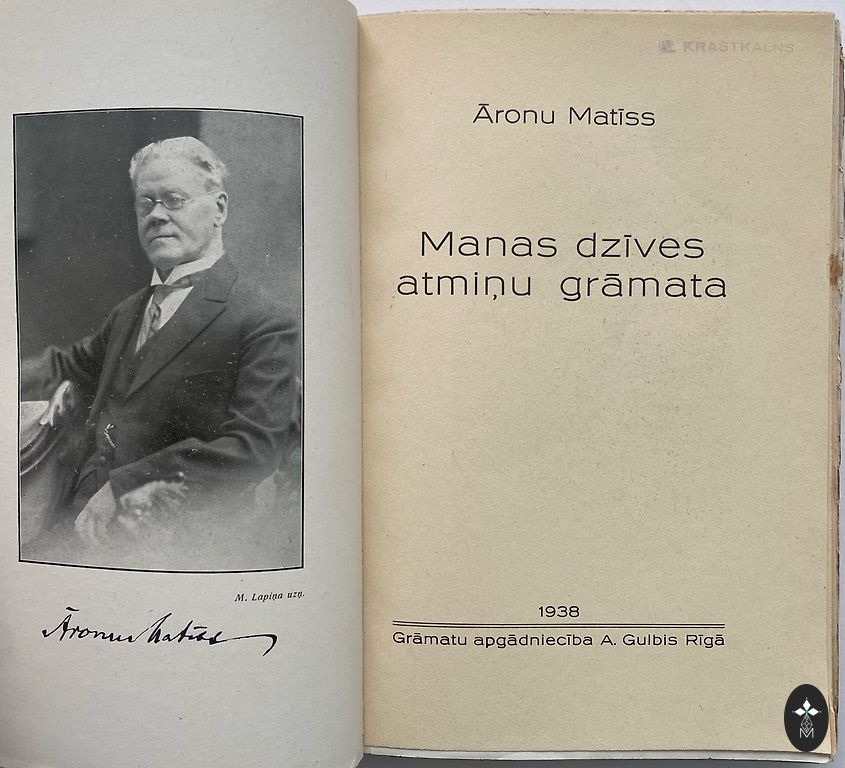 M. Lapiņa uzņ.
Āronu Matīss
KRASTKALNS
Āronu Matīss
Manas dzīves
atmiņu grāmata
1938
Grāmatu apgādniecība A. Gulbis Rīgā
M